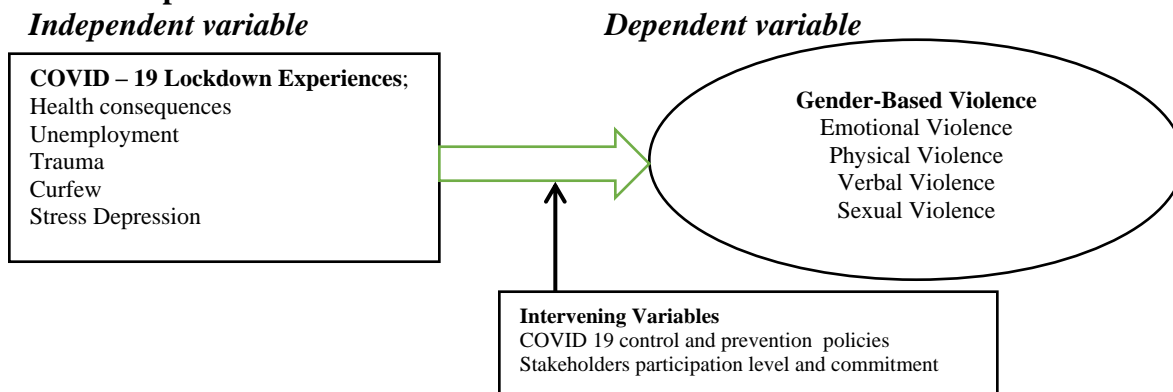 Independent variable
Dependent variable
COVID – 19 Lockdown Experiences;
Health consequences
Unemployment
Trauma
Curfew
Stress Depression
Gender-Based Violence
Emotional Violence
Physical Violence
Verbal Violence
Sexual Violence
Intervening Variables
COVID 19 control and prevention policies
Stakeholders participation level and commitment